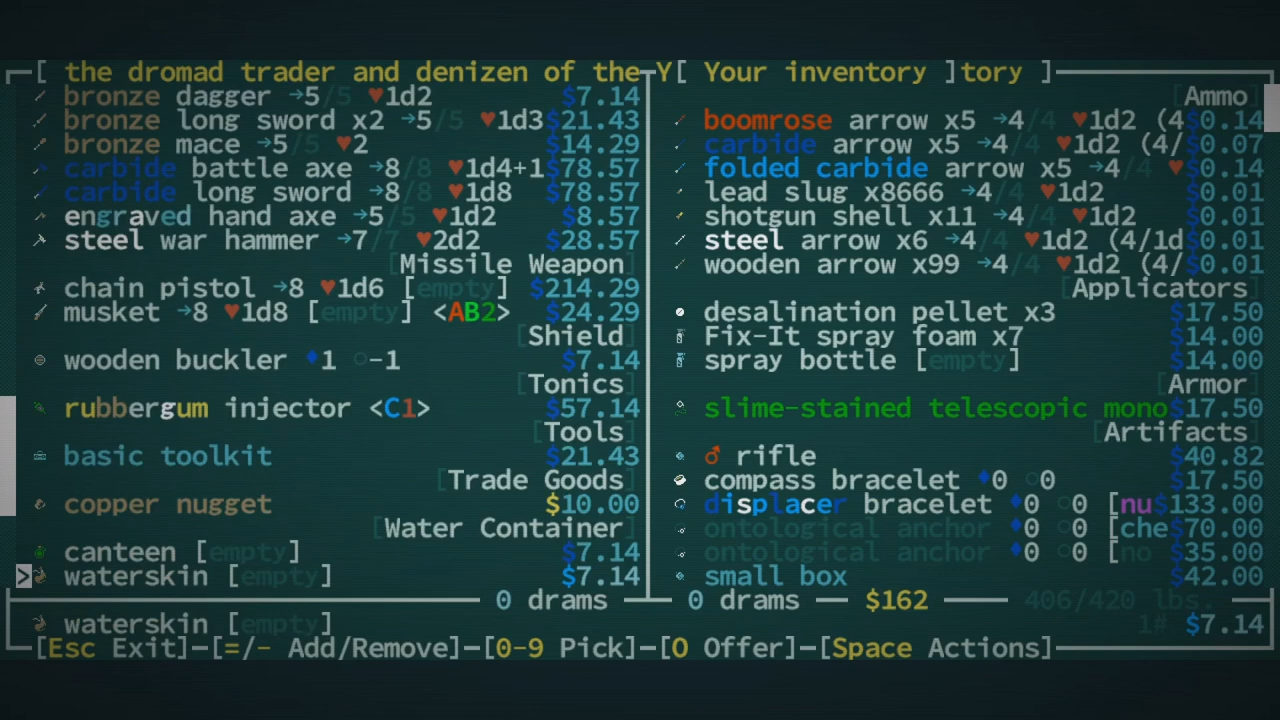 [ the dromad trader and denizen of the Y[ Your inventory ]tory ]
bronze dagger →5/5 ♥1d2 $7.14
bronze long sword x2 →5/5 ♥1d3 $21.43
bronze mace →5/5 ♥2 $14.29
carbide battle axe →8/8 ♥1d4+1 $78.57
carbide long sword →8/8 ♥1d8 $78.57
engraved hand axe →5/5 ♥1d2 $8.57
steel war hammer →7/7 ♥2d2 $28.57
[Missile Weapon]
chain pistol →8 ♥1d6 [empty] $214.29
musket →8 ♥1d8 [empty] <AB2> $24.29
[Shield]
wooden buckler ♦1 ○-1 $7.14
[Tonics]
rubbergum injector <C1> $57.14
[Tools]
basic toolkit $21.43
[Trade Goods]
copper nugget $10.00
[Water Container]
canteen [empty] $7.14
> waterskin [empty] $7.14
0 drams
[Ammo]
boomrose arrow x5 →4/4 ♥1d2 (4 $0.14
carbide arrow x5 →4/4 ♥1d2 (4/ $0.07
folded carbide arrow x5 →4/4 ♥ $0.14
lead slug x8666 →4/4 ♥1d2 $0.01
shotgun shell x11 →4/4 ♥1d2 $0.01
steel arrow x6 →4/4 ♥1d2 (4/1d $0.01
wooden arrow x99 →4/4 ♥1d2 (4/ $0.01
[Applicators]
desalination pellet x3 $17.50
Fix-It spray foam x7 $14.00
spray bottle [empty] $14.00
[Armor]
slime-stained telescopic mono $17.50
[Artifacts]
♂ rifle $40.82
compass bracelet ♦0 ○0 $17.50
displacer bracelet ♦0 ○0 [nu $133.00
ontological anchor ♦0 ○0 [che $70.00
ontological anchor ♦0 ○0 [no $35.00
small box $42.00
0 drams $162 406/420 lbs.
waterskin [empty] 1# $7.14
[Esc Exit]-[=/- Add/Remove]-[0-9 Pick]-[O Offer]-[Space Actions]